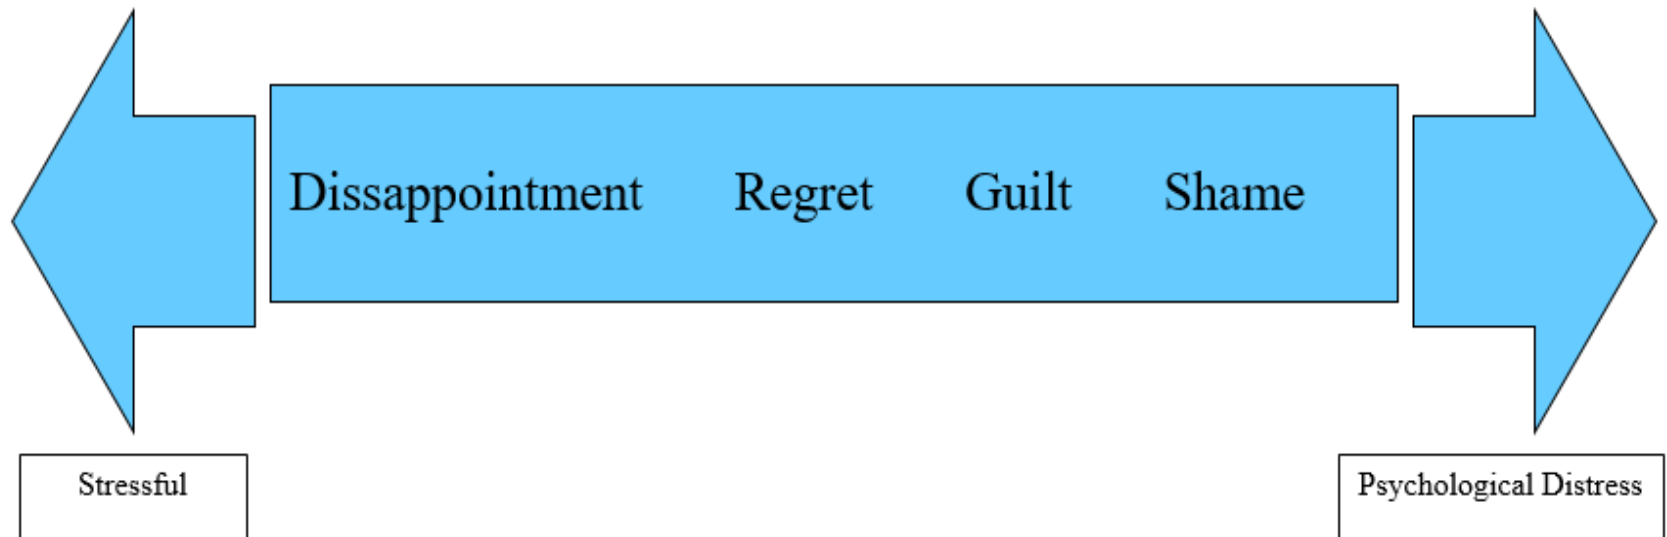 Dissappointment Regret Guilt Shame
Stressful
Psychological Distress